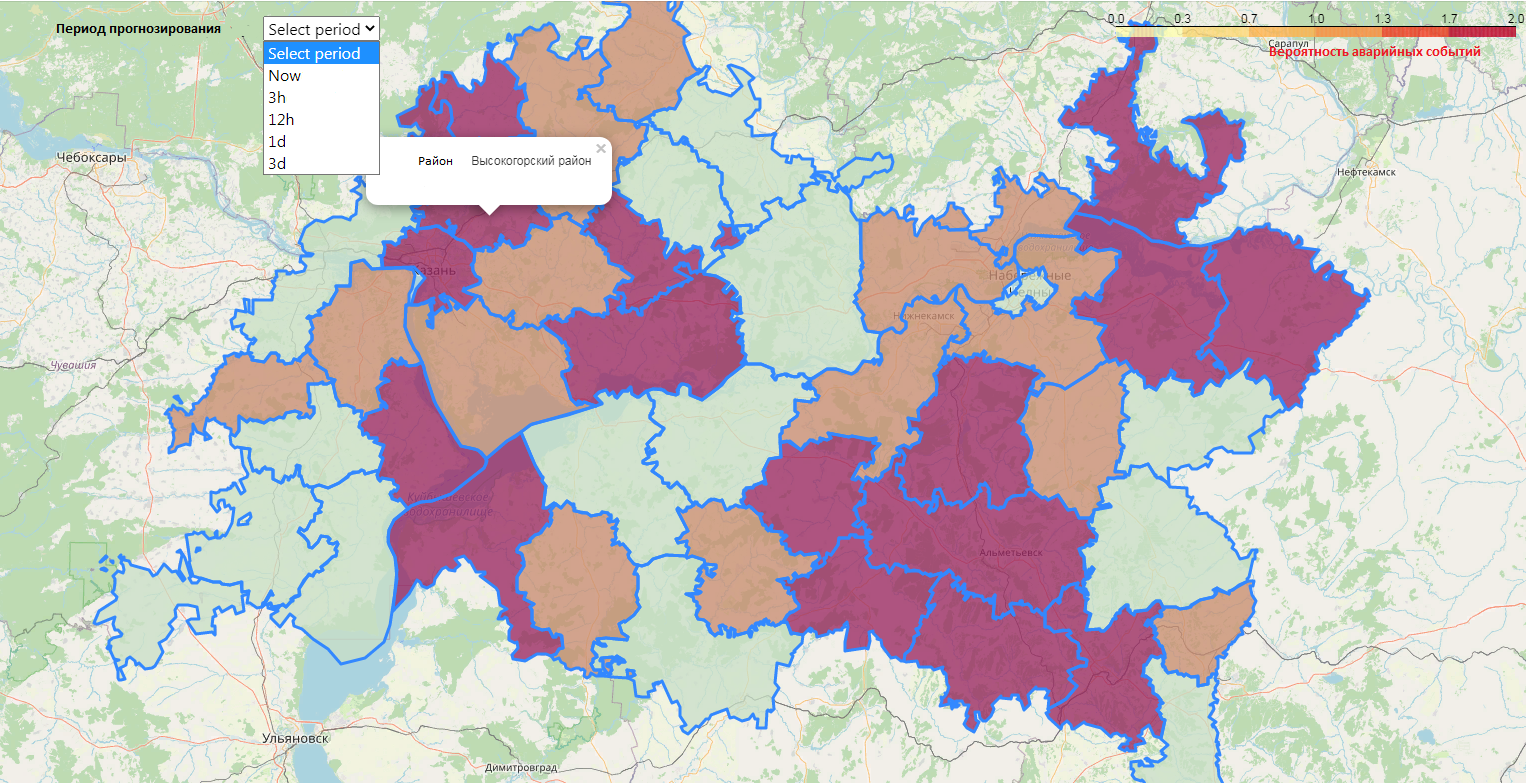 Период прогнозирования
Select period
Select period
Now
3h
12h
1d
3d
0.0 0.3 0.7 1.0 1.3 1.7 2.0
Сарапул
Вероятность аварийных событий
Чебоксары
Район Высокогорский район
Нефтекамск
Казань
Набережные
Челны
Нижнекамск
Чувашия
Куйбышевское
водохранилище
Альметьевск
Ульяновск
Димитровград